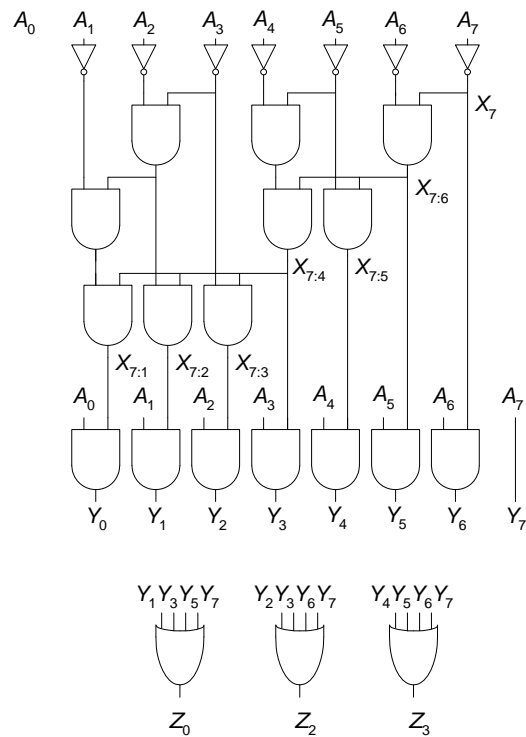 A0 A1 A2 A3 A4 A5 A6 A7
X7
X7:6
X7:4 X7:5
X7:1 X7:2 X7:3
A0 A1 A2 A3 A4 A5 A6 A7
Y0 Y1 Y2 Y3 Y4 Y5 Y6 Y7
Y1 Y3 Y5 Y7 Y2 Y3 Y6 Y7 Y4 Y5 Y6 Y7
Z0 Z2 Z3